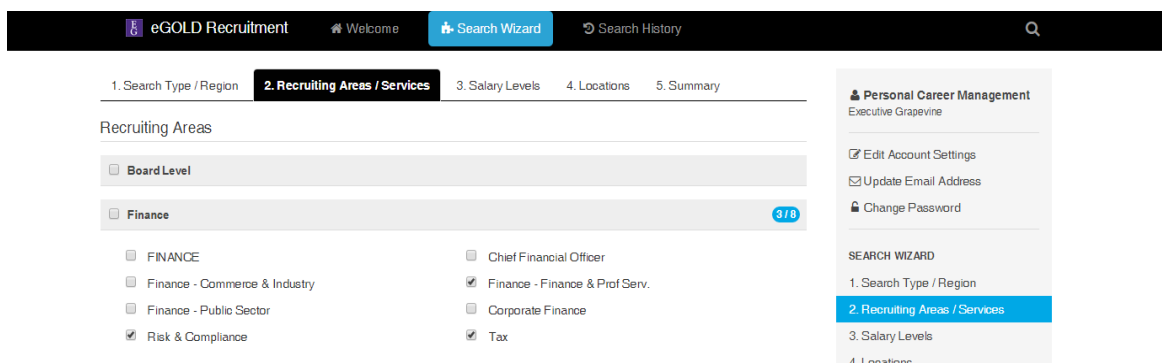 EG eGOLD Recruitment Welcome Search Wizard Search History
1. Search Type / Region 2. Recruiting Areas / Services 3. Salary Levels 4. Locations 5. Summary
Recruiting Areas
Board Level
Finance 3 / 8
FINANCE Chief Financial Officer
Finance - Commerce & Industry Finance - Finance & Prof Serv.
Finance - Public Sector Corporate Finance
Risk & Compliance Tax
Personal Career Management
Executive Grapevine
Edit Account Settings
Update Email Address
Change Password
SEARCH WIZARD
1. Search Type / Region
2. Recruiting Areas / Services
3. Salary Levels
4. Locations